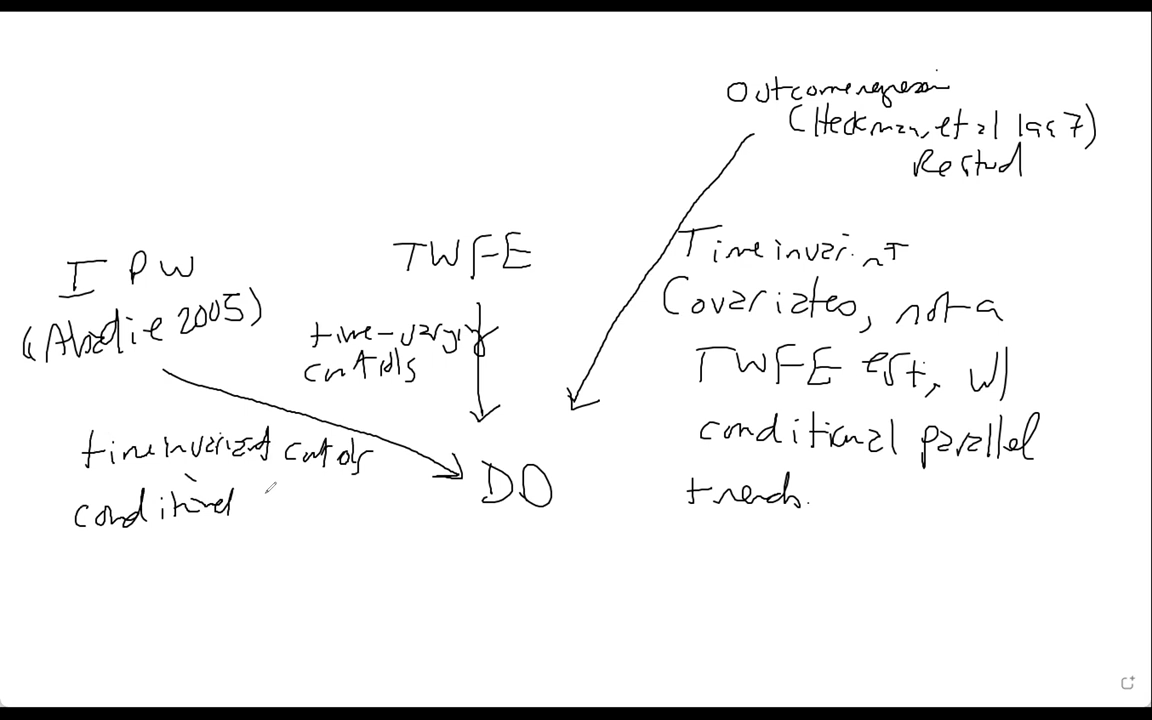 Outcome regression
(Heckman, et al 1997)
Restud
IPW
(Abadie 2005)
TWFE
time-varying
controls
Time invariant
Covariates, not a
TWFE est, w/
conditional parallel
trends.
time invariant controls
conditional
DD